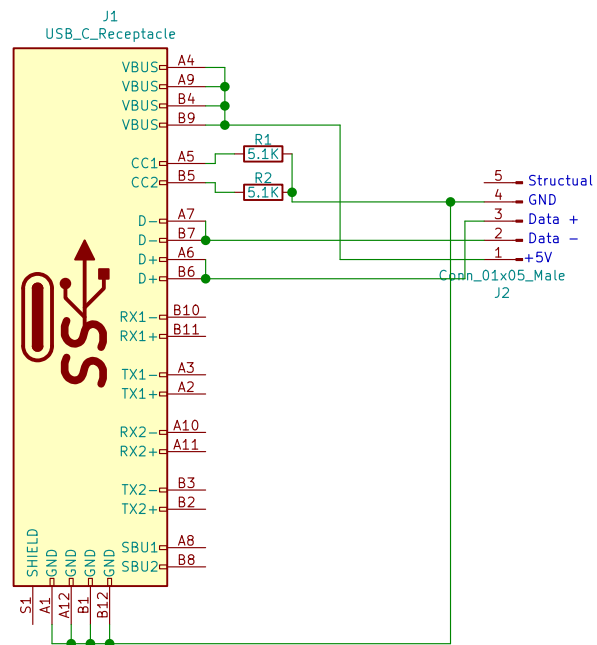 J1
USB_C_Receptacle
VBUS A4
VBUS A9
VBUS B4
VBUS B9
R1
5.1K
CC1 A5
R2
CC2 B5
5.1K
5 Structual
4 GND
D- A7
3 Data +
D- B7
2 Data -
D+ A6
1 +5V
D+ B6
Conn_01x05_Male
J2
RX1- B10
RX1+ B11
SS
TX1- A3
TX1+ A2
RX2- A10
RX2+ A11
TX2- B3
TX2+ B2
SBU1 A8
SBU2 B8
SHIELD
GND
GND
GND
GND
S1
A1
A12
B1
B12